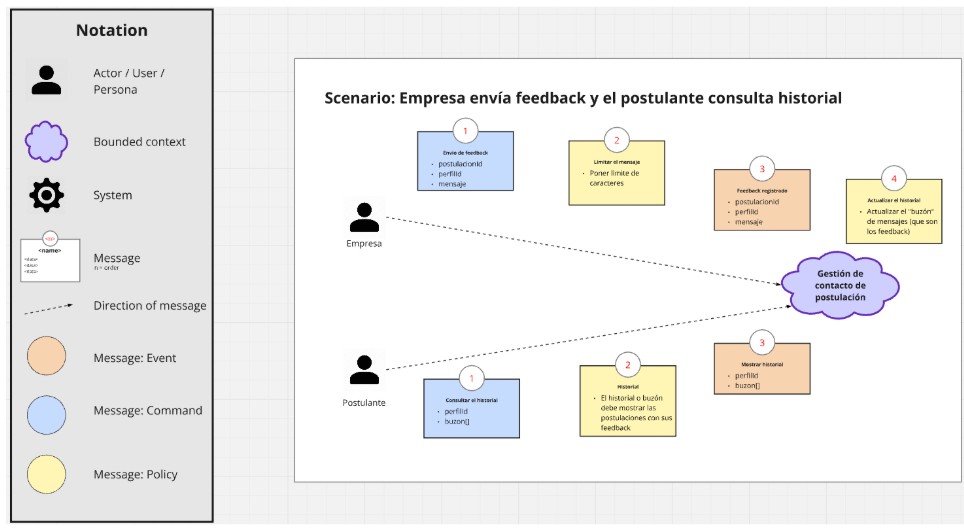 Notation
Actor / User /
Persona
Bounded context
System
<n>
<name>
<data>
<data>
<data>
Message
n = order
Direction of message
Message: Event
Message: Command
Message: Policy
Scenario: Empresa envía feedback y el postulante consulta historial
1
Envio de feedback
• postulacionId
• perfilId
• mensaje
2
Limitar el mensaje
• Poner limite de
caracteres
3
Feedback registrado
• postulacionId
• perfilId
• mensaje
4
Actualizar el historial
• Actualizar el "buzón"
de mensajes (que son
los feedback)
Empresa
Gestión de
contacto de
postulación
Postulante
1
Consultar el historial
• perfilId
• buzon[]
2
Historial
• El historial o buzón
debe mostrar las
postulaciones con sus
feedback
3
Mostrar historial
• perfilId
• buzon[]